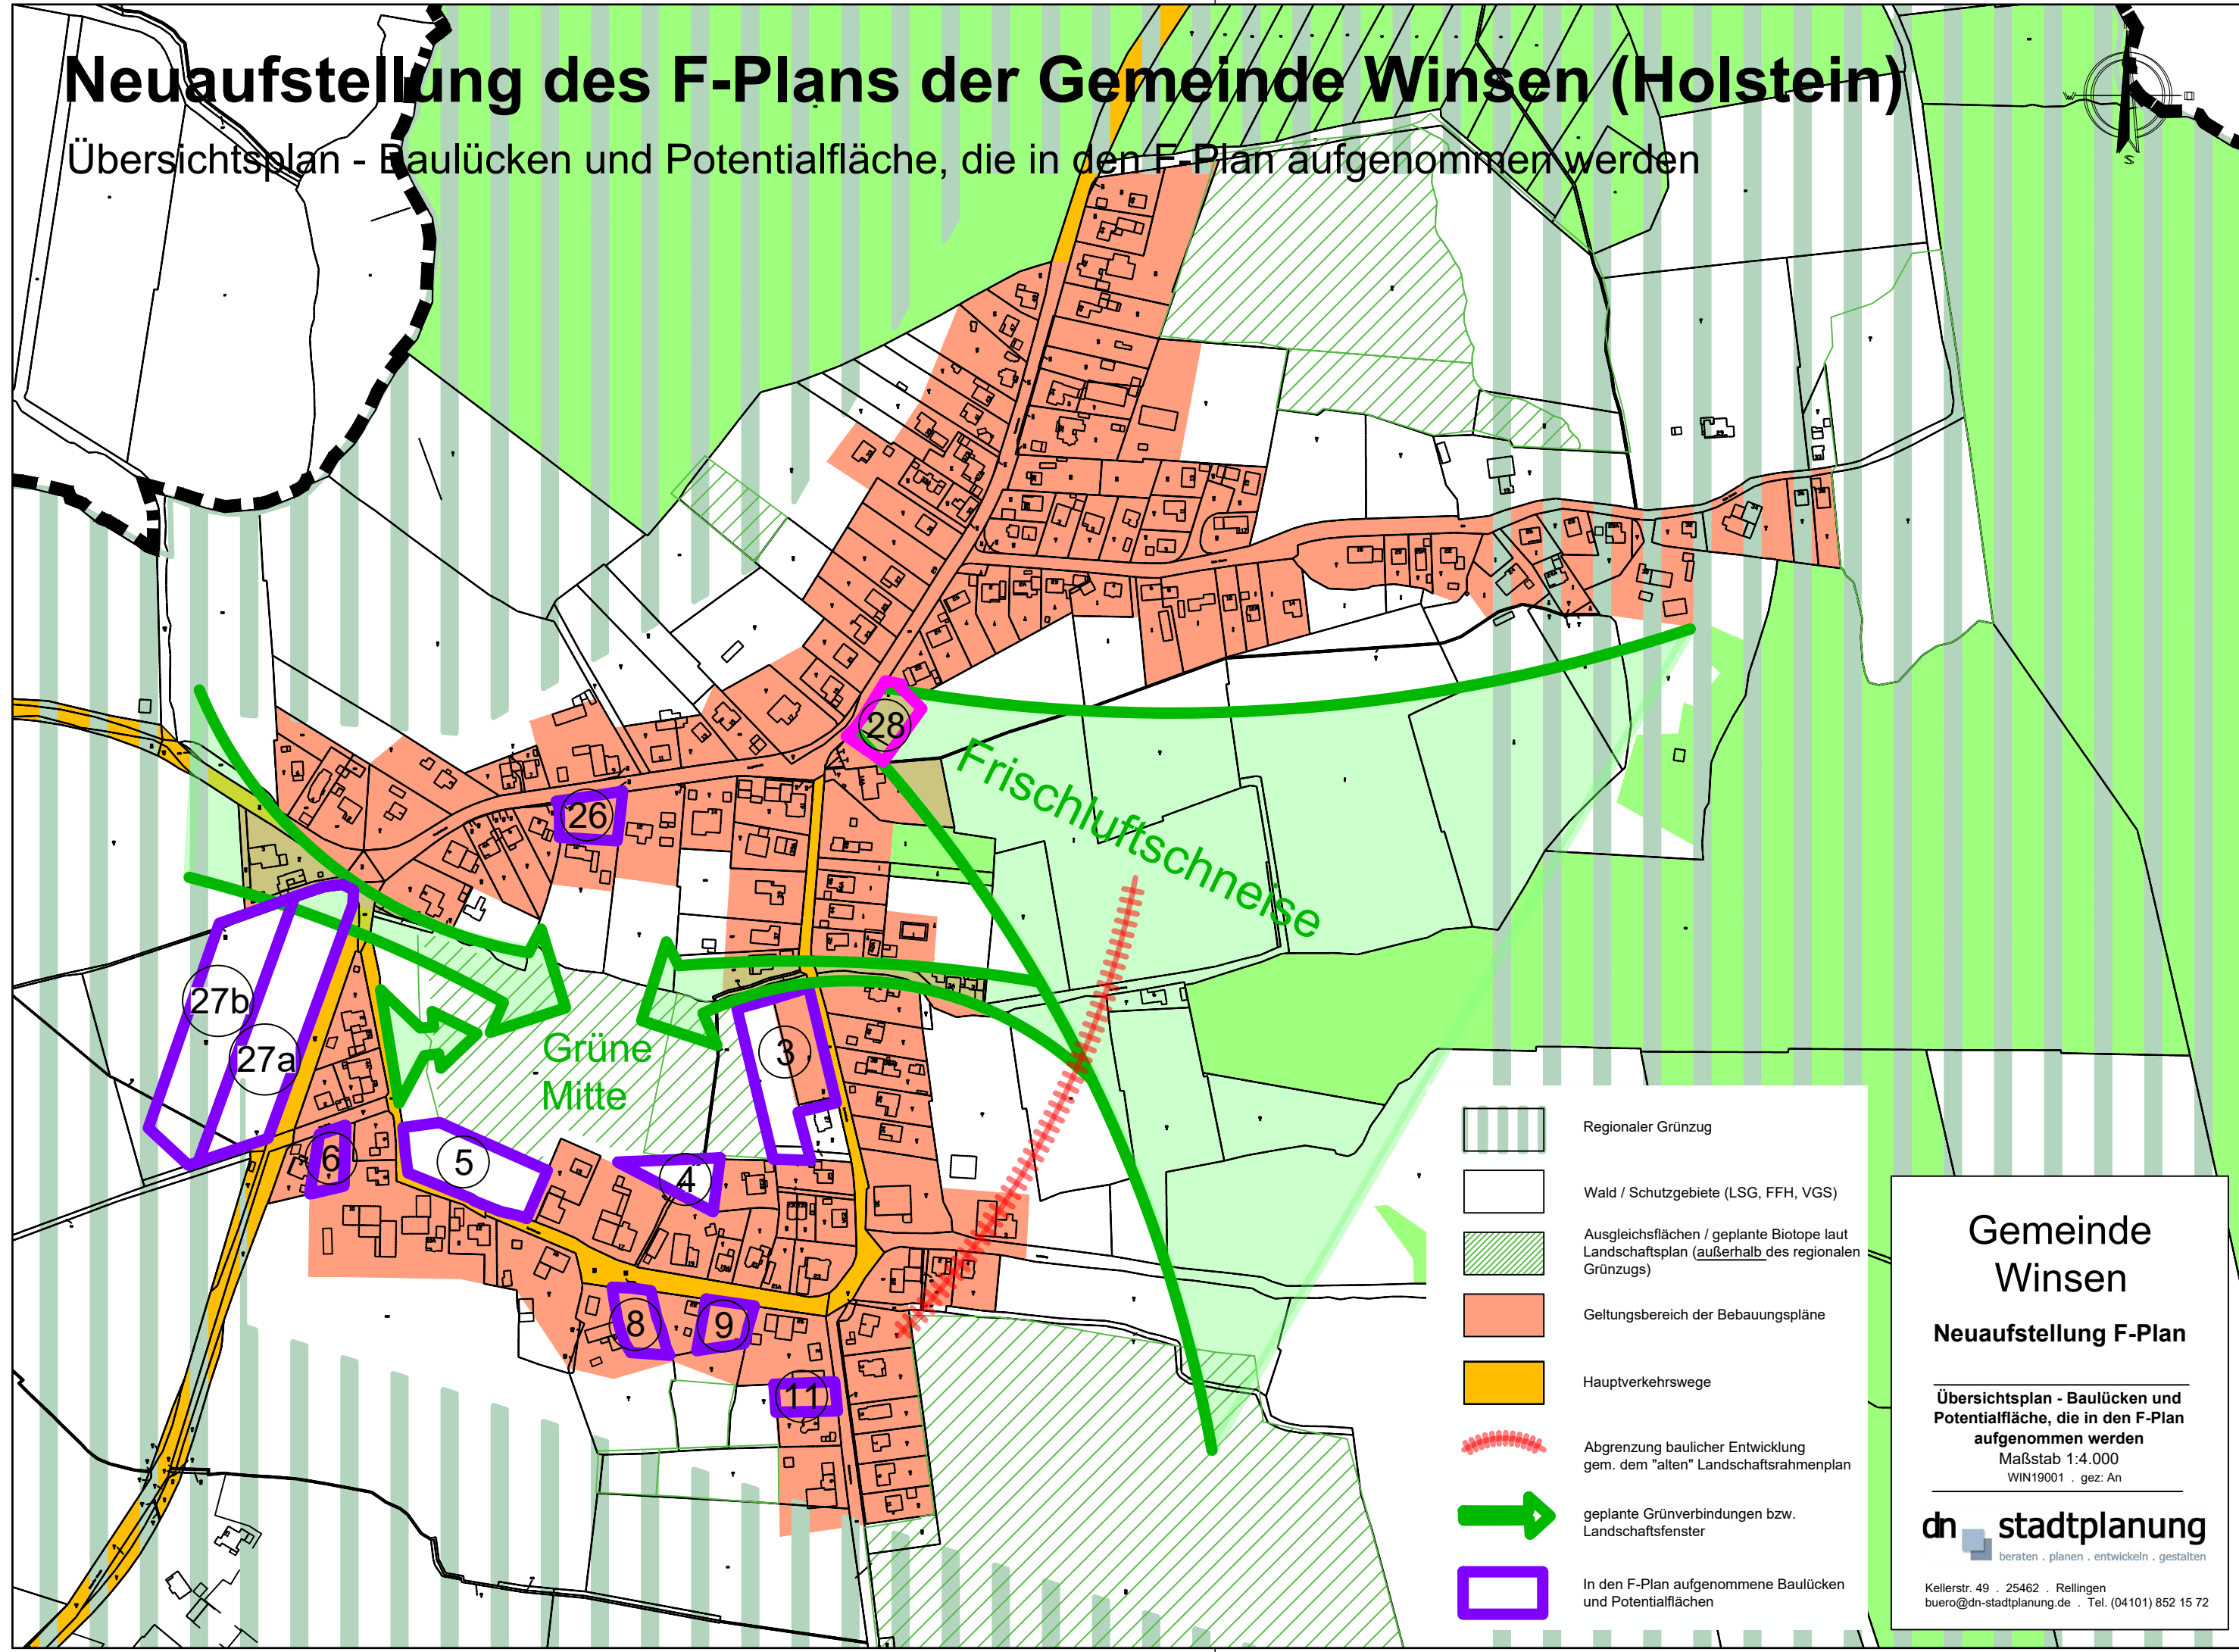 Neuaufstellung des F-Plans der Gemeinde Winsen (Holstein)
Übersichtsplan - Baulücken und Potentialfläche, die in den F-Plan aufgenommen werden
W
S
28
Frischluftschneise
26
27b
27a
Grüne
Mitte
3
6
5
4
8
9
11
Regionaler Grünzug
Wald / Schutzgebiete (LSG, FFH, VGS)
Ausgleichsflächen / geplante Biotope laut
Landschaftsplan (außerhalb des regionalen
Grünzugs)
Geltungsbereich der Bebauungspläne
Hauptverkehrswege
Abgrenzung baulicher Entwicklung
gem. dem "alten" Landschaftsrahmenplan
geplante Grünverbindungen bzw.
Landschaftsfenster
In den F-Plan aufgenommene Baulücken
und Potentialflächen
Gemeinde
Winsen
Neuaufstellung F-Plan
Übersichtsplan - Baulücken und
Potentialfläche, die in den F-Plan
aufgenommen werden
Maßstab 1:4.000
WIN19001 . gez: An
dn stadtplanung
beraten . planen . entwickeln . gestalten
Kellerstr. 49 . 25462 . Rellingen
buero@dn-stadtplanung.de . Tel. (04101) 852 15 72